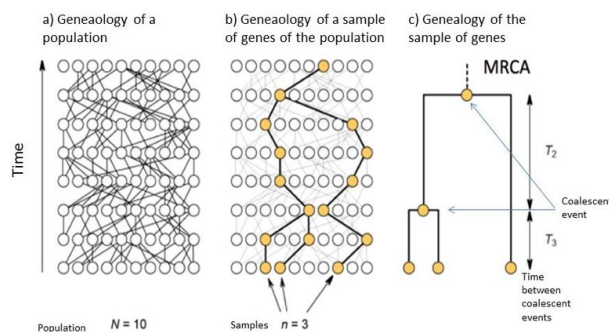 a) Geneaology of a
population
b) Geneaology of a sample
of genes of the population
c) Genealogy of the
sample of genes
MRCA
Time
T2
Coalescent
event
T3
Time
between
coalescent
events
Population N = 10
Samples n = 3